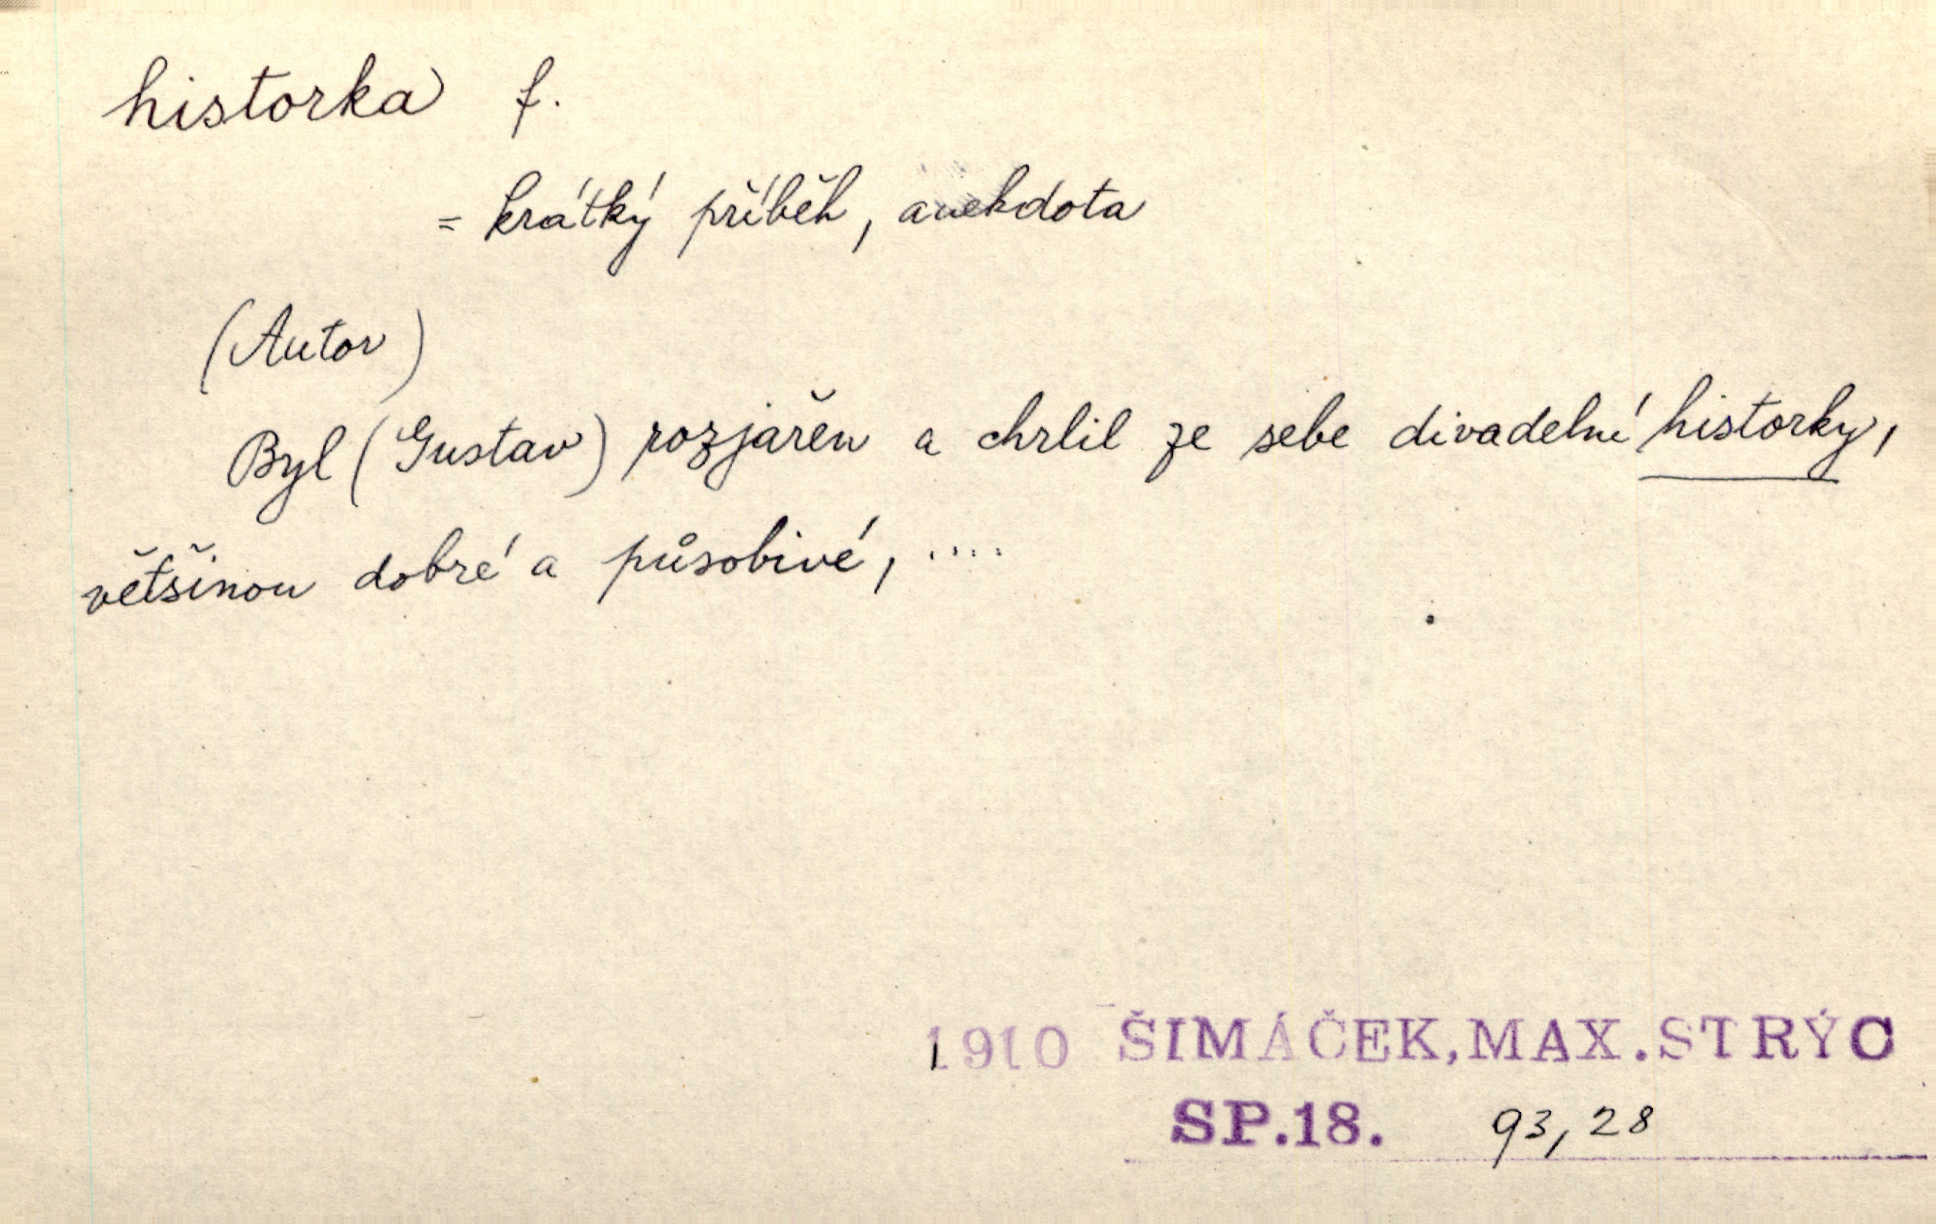 historka f.
= krátký příběh, anekdota
(Autor)
Byl (Gustav) rozjařěn a chrlil ze sebe divadelní historky,
většinou dobré a působivé, ....
1910 ŠIMÁČEK, MAX. STRÝC
SP.18. 93,28